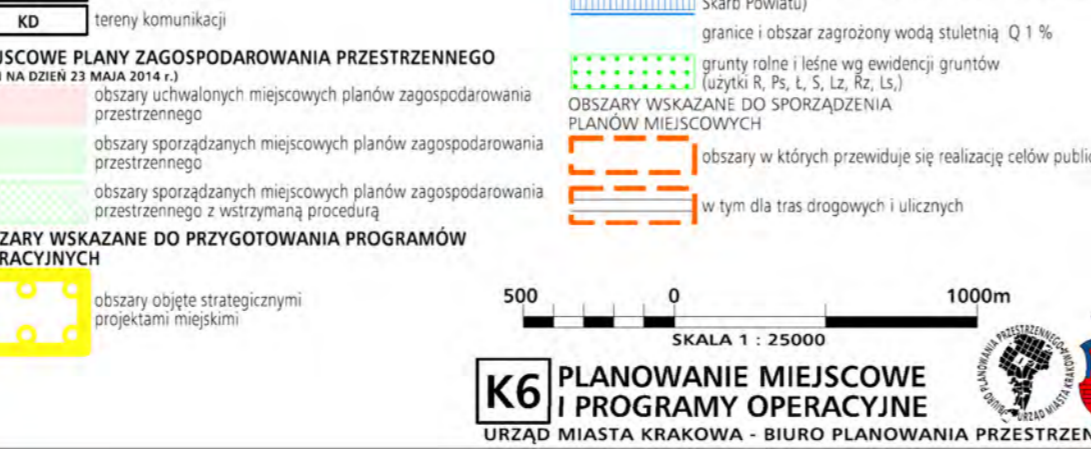 KD tereny komunikacji
JSCOWE PLANY ZAGOSPODAROWANIA PRZESTRZENNEGO
NA DZIEŃ 23 MAJA 2014 r.)
obszary uchwalonych miejscowych planów zagospodarowania
przestrzennego
obszary sporządzanych miejscowych planów zagospodarowania
przestrzennego
obszary sporządzanych miejscowych planów zagospodarowania
przestrzennego z wstrzymaną procedurą
ZARY WSKAZANE DO PRZYGOTOWANIA PROGRAMÓW
RACYJNYCH
obszary objęte strategicznymi
projektami miejskimi
Skarb Powiatu)
granice i obszar zagrożony wodą stuletnią Q 1 %
grunty rolne i leśne wg ewidencji gruntów
(użytki R, Ps, Ł, S, Lz, Rz, Ls,)
OBSZARY WSKAZANE DO SPORZĄDZENIA
PLANÓW MIEJSCOWYCH
obszary w których przewiduje się realizację celów public
w tym dla tras drogowych i ulicznych
500 0 1000m
SKALA 1 : 25000
K6 PLANOWANIE MIEJSCOWE
I PROGRAMY OPERACYJNE
URZĄD MIASTA KRAKOWA - BIURO PLANOWANIA PRZESTRZEN